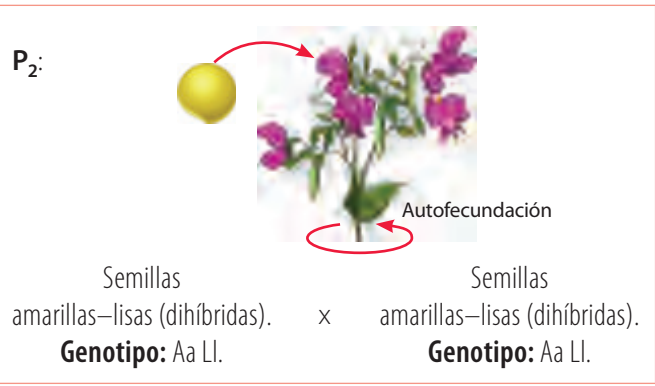 P₂:
Autofecundación
Semillas
amarillas–lisas (dihíbridas).
Genotipo: Aa Ll.
x
Semillas
amarillas–lisas (dihíbridas).
Genotipo: Aa Ll.